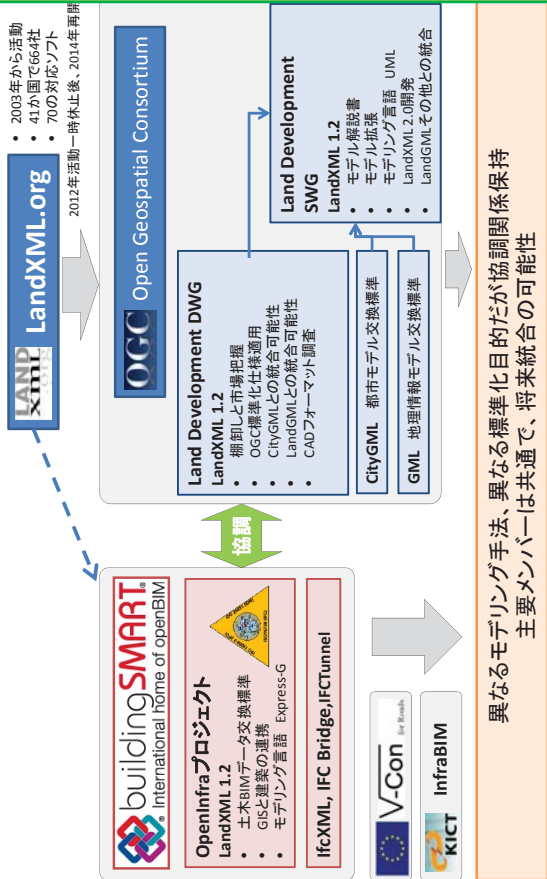 LAND
xml
.org
LandXML.org
• 2003年から活動
• 41か国で664社
• 70の対応ソフト
2012年活動一時休止後、2014年再開
buildingSMART®
International home of openBIM®
OpenInfraプロジェクト
LandXML 1.2
• 土木BIMデータ交換標準
• GISと建築の連携
• モデリング言語 Express-G
IfcXML, IFC Bridge,IFCTunnel
協調
OGC
Open Geospatial Consortium
Land Development DWG
LandXML 1.2
• 棚卸しと市場把握
• OGC標準化仕様適用
• CityGMLとの統合可能性
• LandGMLとの統合可能性
• CADフォーマット調査
CityGML 都市モデル交換標準
GML 地理情報モデル交換標準
Land Development
SWG
LandXML 1.2
• モデル解説書
• モデル拡張
• モデリング言語 UML
• LandXML2.0開発
• LandGMLその他との統合
V-Con for Roads
KICT
InfraBIM
異なるモデリング手法、異なる標準化目的だが協調関係保持
主要メンバーは共通で、将来統合の可能性